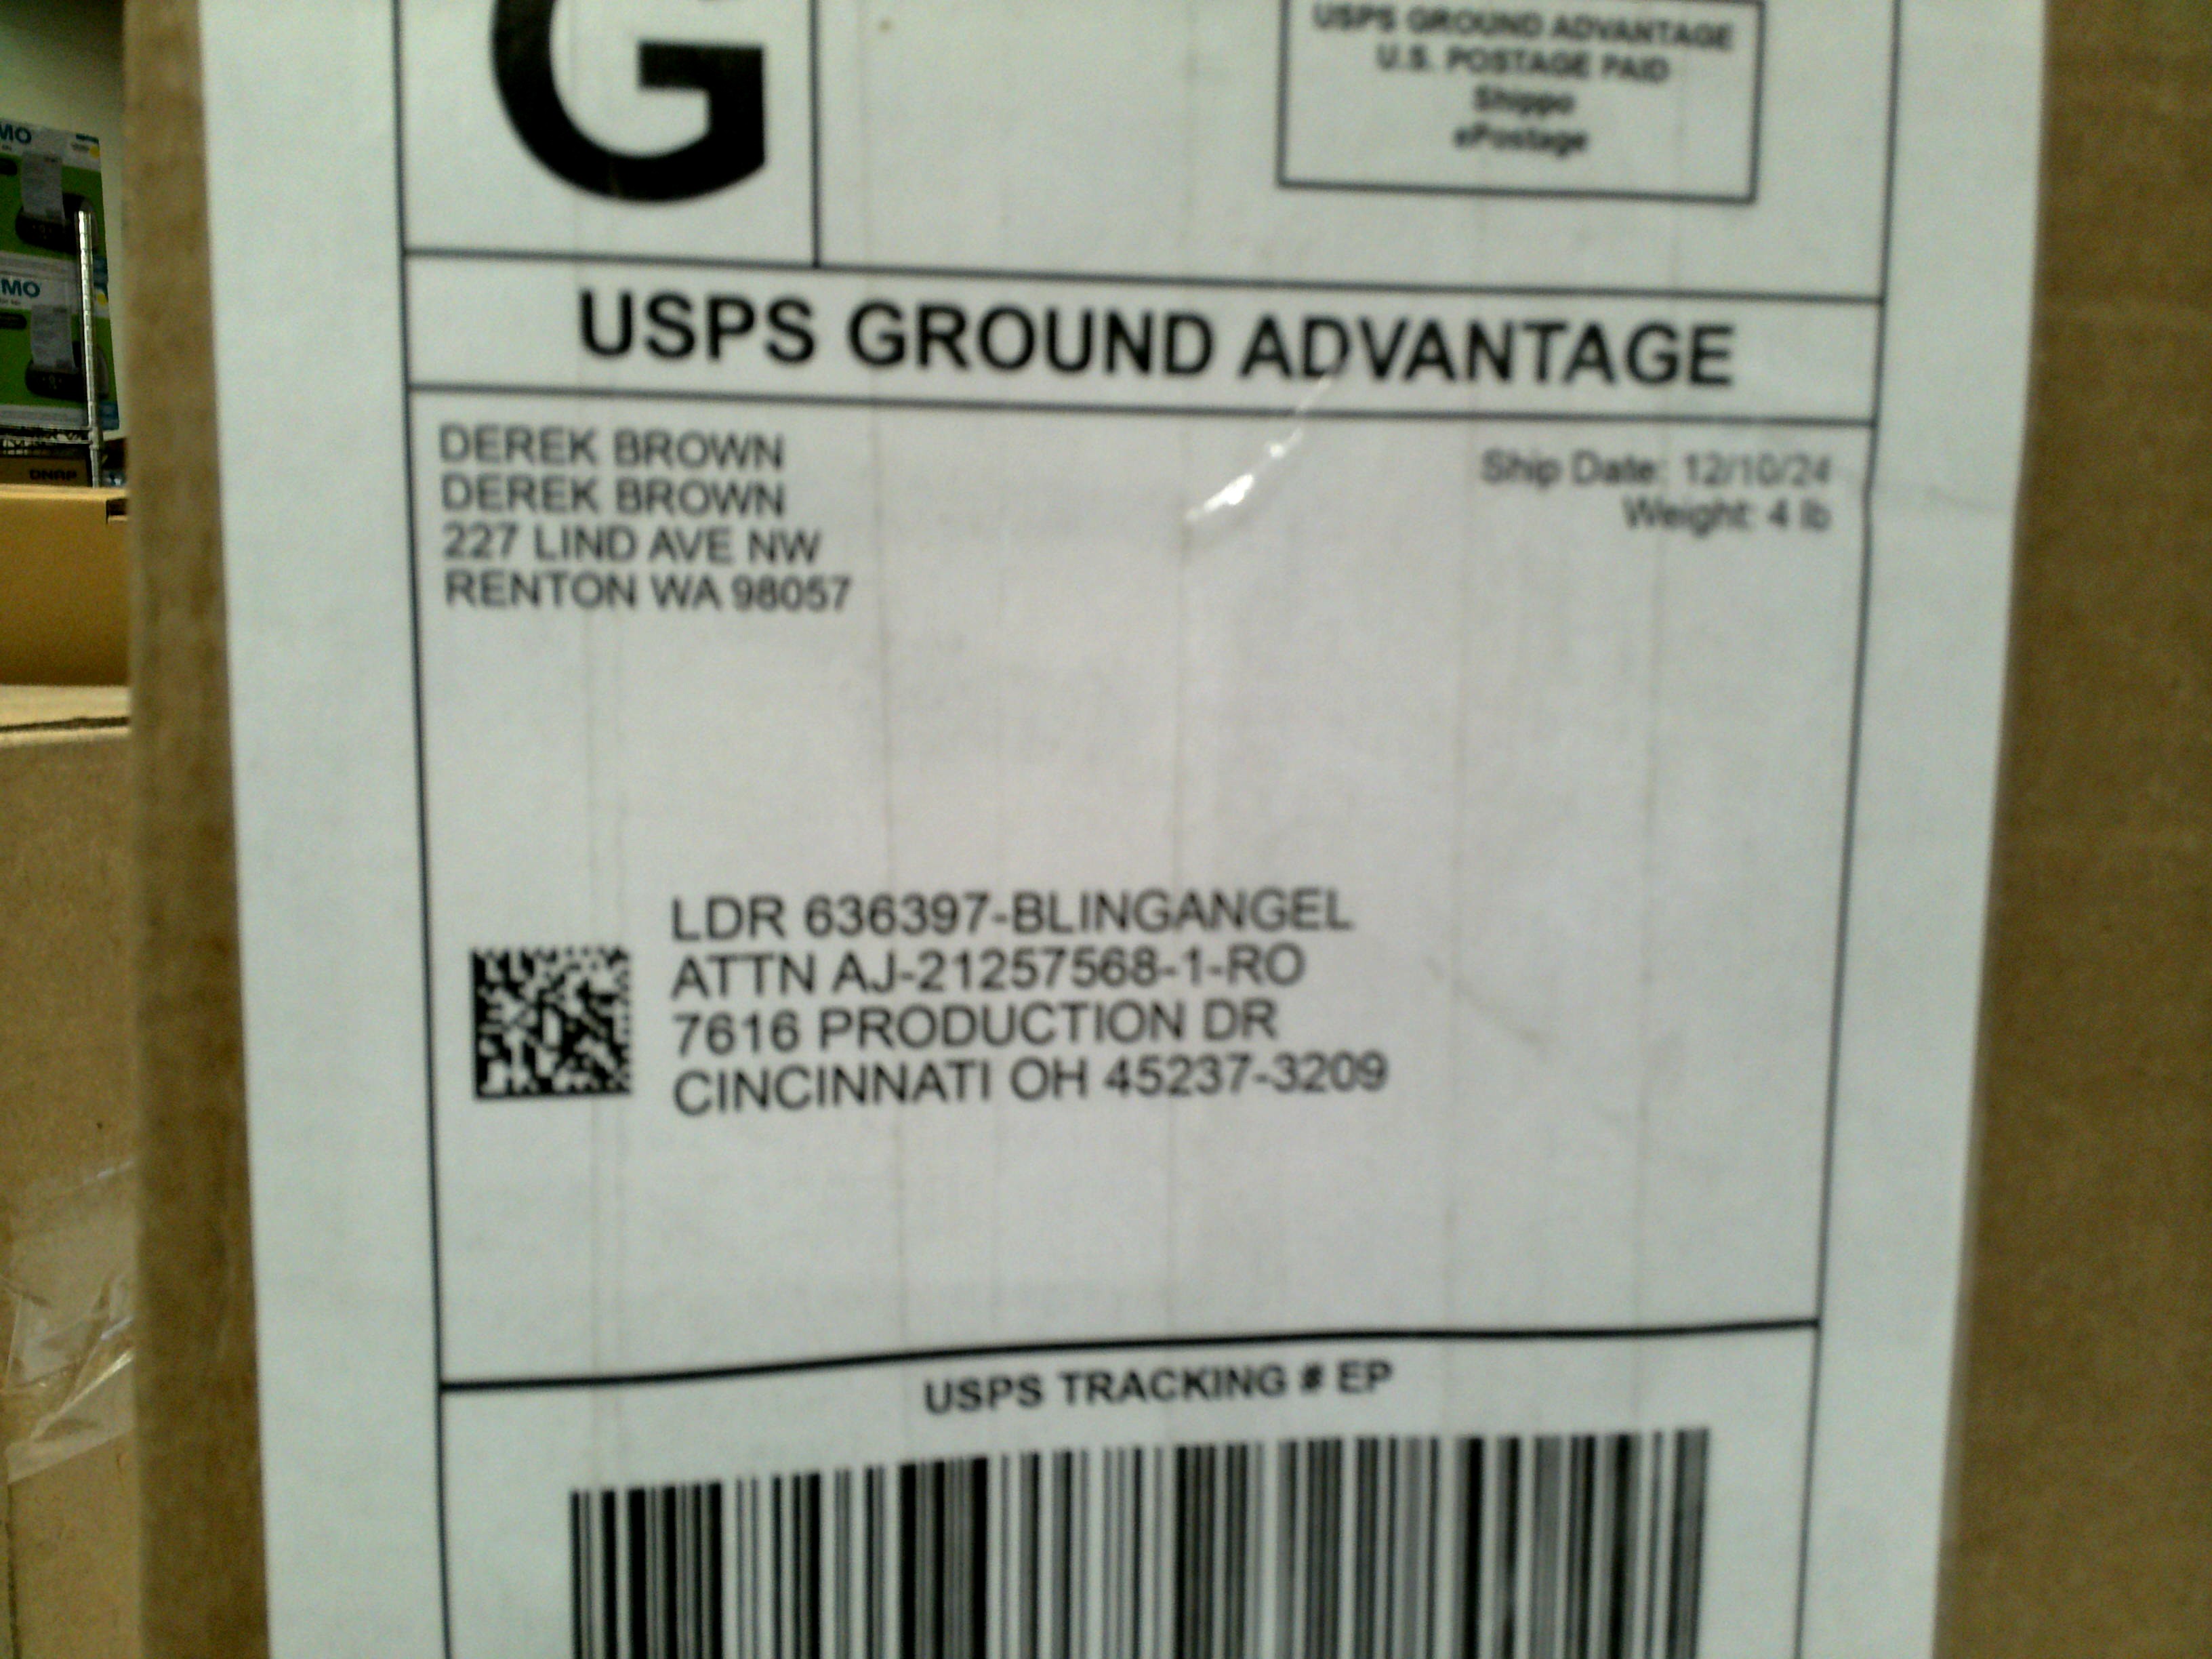 G
USPS GROUND ADVANTAGE
U.S. POSTAGE PAID
Shippo
ePostage
USPS GROUND ADVANTAGE
DEREK BROWN
DEREK BROWN
227 LIND AVE NW
RENTON WA 98057
Ship Date: 12/10/24
Weight: 4 lb
LDR 636397-BLINGANGEL
ATTN AJ-21257568-1-RO
7616 PRODUCTION DR
CINCINNATI OH 45237-3209
USPS TRACKING # EP
MO
MO